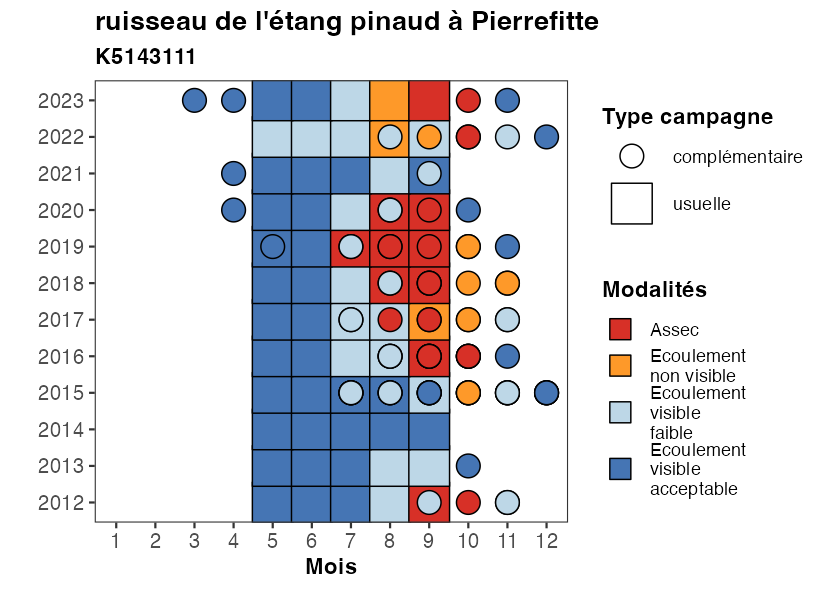 ruisseau de l'étang pinaud à Pierrefitte
K5143111
2023
2022
2021
2020
2019
2018
2017
2016
2015
2014
2013
2012
1 2 3 4 5 6 7 8 9 10 11 12
Mois
Type campagne
complémentaire
usuelle
Modalités
Assec
Ecoulement
non visible
Ecoulement
visible
faible
Ecoulement
visible
acceptable